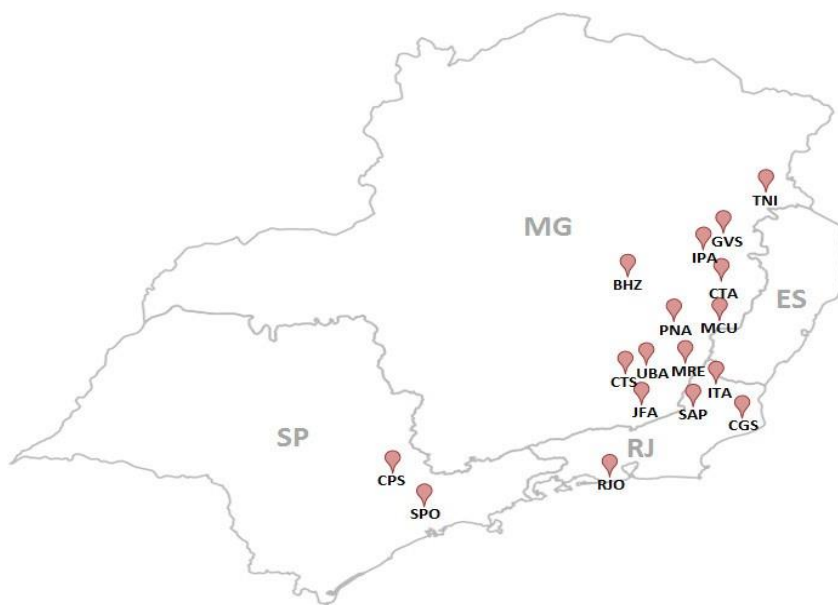 TNI
MG
GVS
IPA
BHZ
CTA
ES
PNA
MCU
UBA
MRE
CTS
ITA
JFA
SAP
CGS
SP
RJ
CPS
RJO
SPO